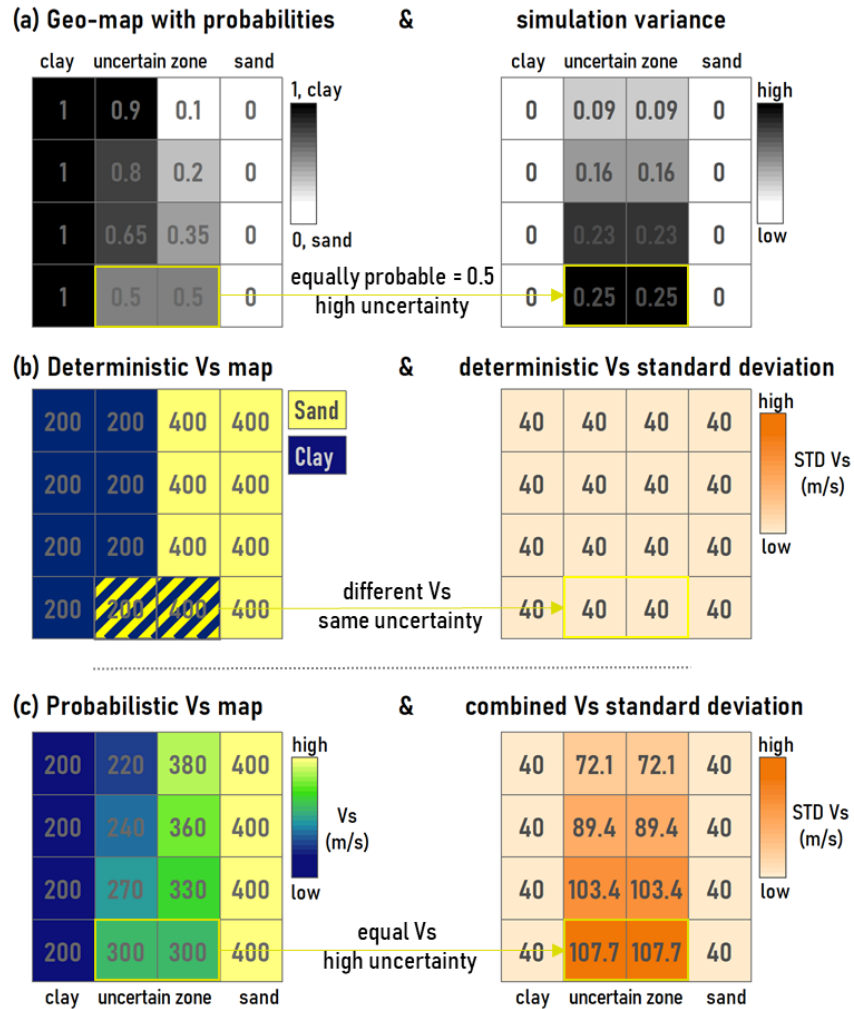 (a) Geo-map with probabilities & simulation variance
clay uncertain zone sand clay uncertain zone sand
1 0.9 0.1 0 1, clay 0 0.09 0.09 0 high
1 0.8 0.2 0 0 0.16 0.16 0
1 0.65 0.35 0 0, sand 0 0.23 0.23 0 low
1 0.5 0.5 0 equally probable = 0.5 0 0.25 0.25 0
high uncertainty
(b) Deterministic Vs map & deterministic Vs standard deviation
200 200 400 400 Sand 40 40 40 40 high
200 200 400 400 Clay 40 40 40 40 STD Vs
(m/s)
200 200 400 400 40 40 40 40 low
200 200 400 400 different Vs 40 40 40 40
same uncertainty
(c) Probabilistic Vs map & combined Vs standard deviation
200 220 380 400 high 40 72.1 72.1 40 high
200 240 360 400 Vs 40 89.4 89.4 40 STD Vs
(m/s) (m/s)
200 270 330 400 low 40 103.4 103.4 40 low
200 300 300 400 equal Vs 40 107.7 107.7 40
high uncertainty
clay uncertain zone sand clay uncertain zone sand